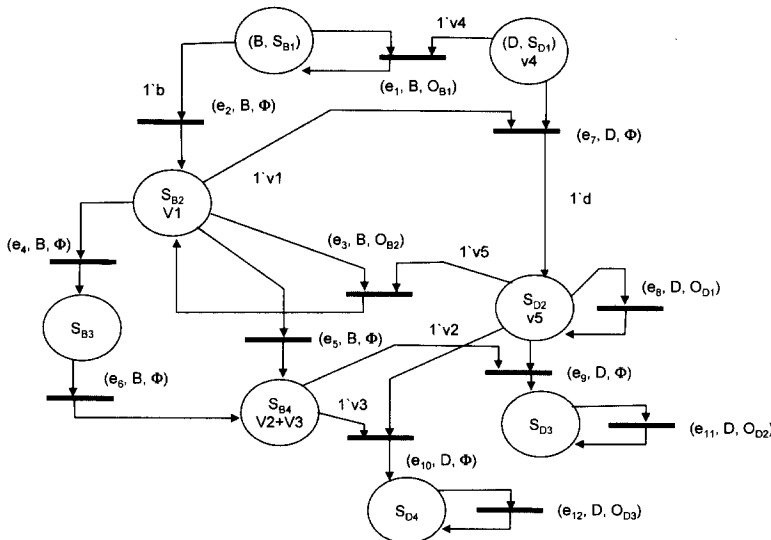 1`v4
(B, S_B1)
(D, S_D1)
v4
1`b
(e_1, B, O_B1)
(e_2, B, Φ)
(e_7, D, Φ)
1`v1
S_B2
V1
1`d
(e_3, B, O_B2)
(e_4, B, Φ)
1`v5
S_D2
v5
(e_8, D, O_D1)
S_B3
(e_5, B, Φ)
1`v2
(e_6, B, Φ)
(e_9, D, Φ)
S_B4
V2+V3
1`v3
S_D3
(e_11, D, O_D2)
(e_10, D, Φ)
S_D4
(e_12, D, O_D3)